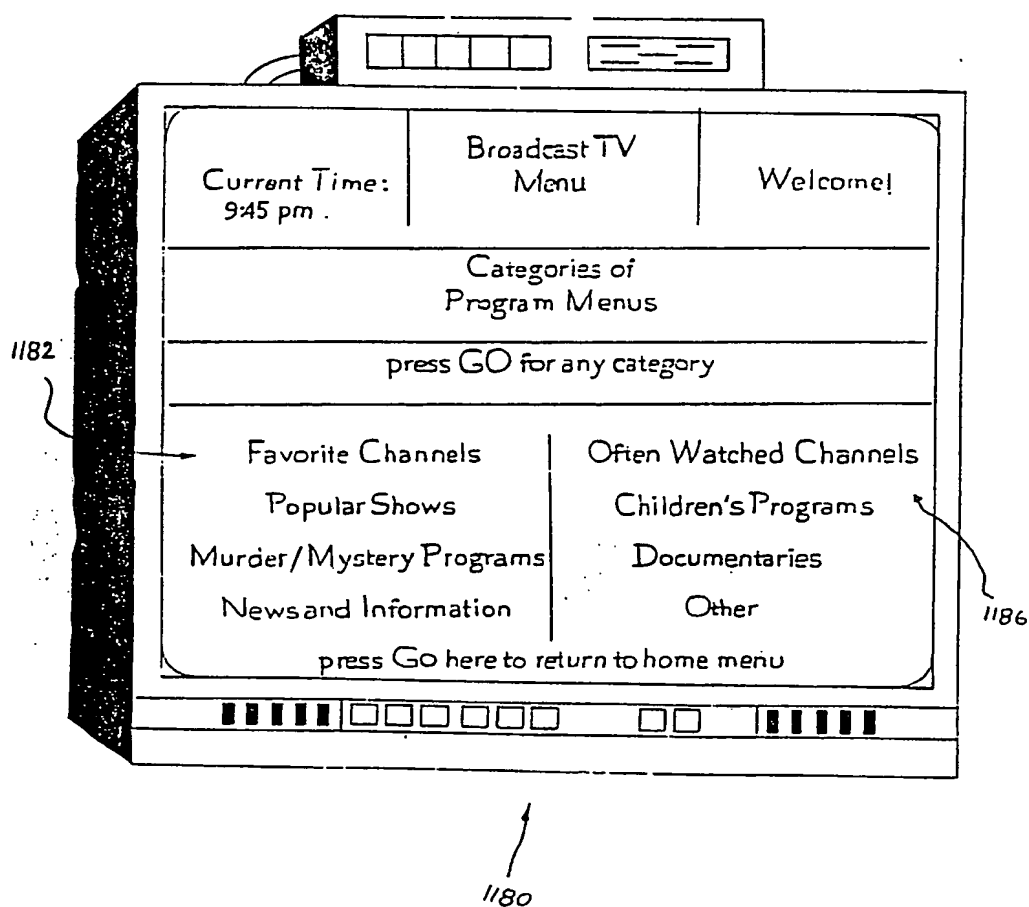 Broadcast TV
Menu
Current Time:
9:45 pm .
Welcome!
Categories of
Program Menus
press GO for any category
1182
Favorite Channels
Often Watched Channels
Popular Shows
Children's Programs
Murder/Mystery Programs
Documentaries
News and Information
Other
1186
press Go here to return to home menu
1180